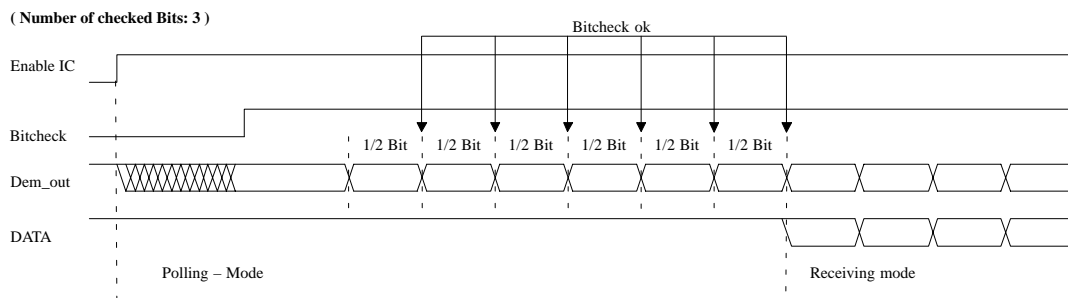 ( Number of checked Bits: 3 )
Bitcheck ok
Enable IC
Bitcheck
1/2 Bit 1/2 Bit 1/2 Bit 1/2 Bit 1/2 Bit 1/2 Bit
Dem_out
DATA
Polling – Mode Receiving mode